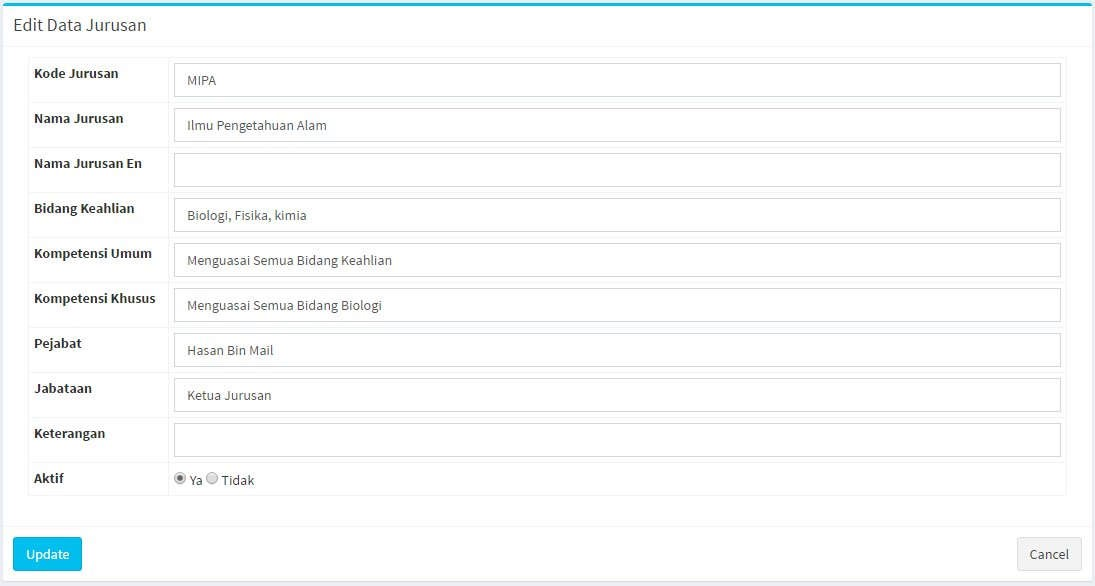 Edit Data Jurusan
Kode Jurusan MIPA
Nama Jurusan Ilmu Pengetahuan Alam
Nama Jurusan En
Bidang Keahlian Biologi, Fisika, kimia
Kompetensi Umum Menguasai Semua Bidang Keahlian
Kompetensi Khusus Menguasai Semua Bidang Biologi
Pejabat Hasan Bin Mail
Jabataan Ketua Jurusan
Keterangan
Aktif Ya Tidak
Update Cancel